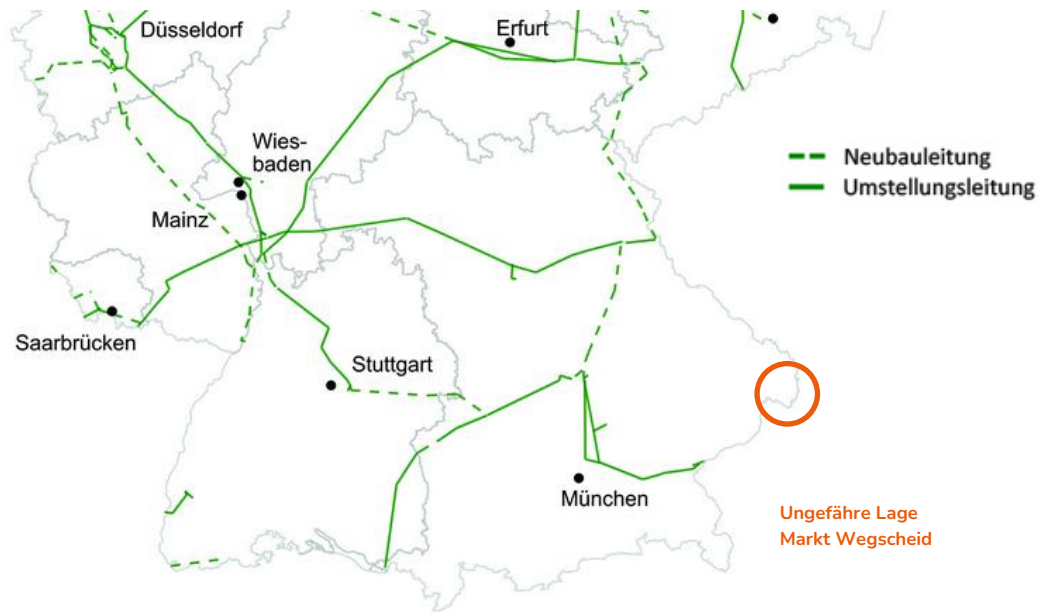 Düsseldorf
Erfurt
Wies-
baden
Mainz
Neubauleitung
Umstellungsleitung
Saarbrücken
Stuttgart
München
Ungefähre Lage
Markt Wegscheid